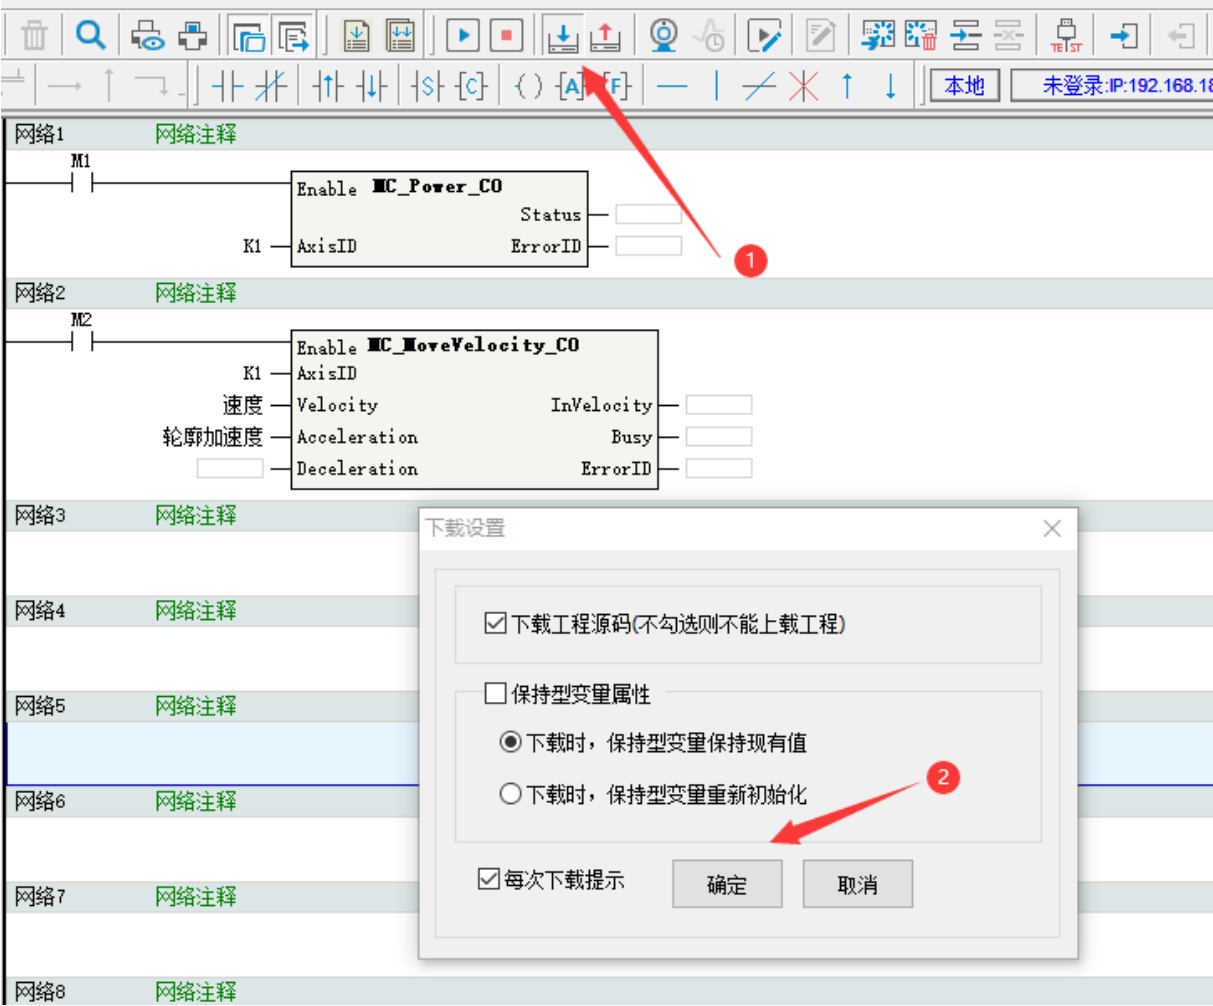 TEST
S C ( ) A F 本地 未登录:IP:192.168.18
1
网络1 网络注释
M1
Enable MC_Power_CO
Status
K1 AxisID ErrorID
网络2 网络注释
M2
Enable MC_MoveVelocity_CO
K1 AxisID
速度 Velocity InVelocity
轮廓加速度 Acceleration Busy
Deceleration ErrorID
网络3 网络注释
下载设置
下载工程源码(不勾选则不能上载工程)
网络4 网络注释
保持型变量属性
网络5 网络注释
下载时，保持型变量保持现有值
2
网络6 网络注释
下载时，保持型变量重新初始化
每次下载提示 确定 取消
网络7 网络注释
网络8 网络注释